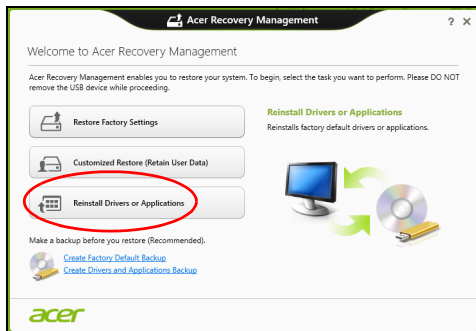 Acer Recovery Management
? X
Welcome to Acer Recovery Management
Acer Recovery Management enables you to restore your system. To begin, select the task you want to perform. Please DO NOT
remove the USB device while proceeding.
Restore Factory Settings
Customized Restore (Retain User Data)
Reinstall Drivers or Applications
Reinstall Drivers or Applications
Reinstalls factory default drivers or applications.
Make a backup before you restore (Recommended).
Create Factory Default Backup
Create Drivers and Applications Backup
acer